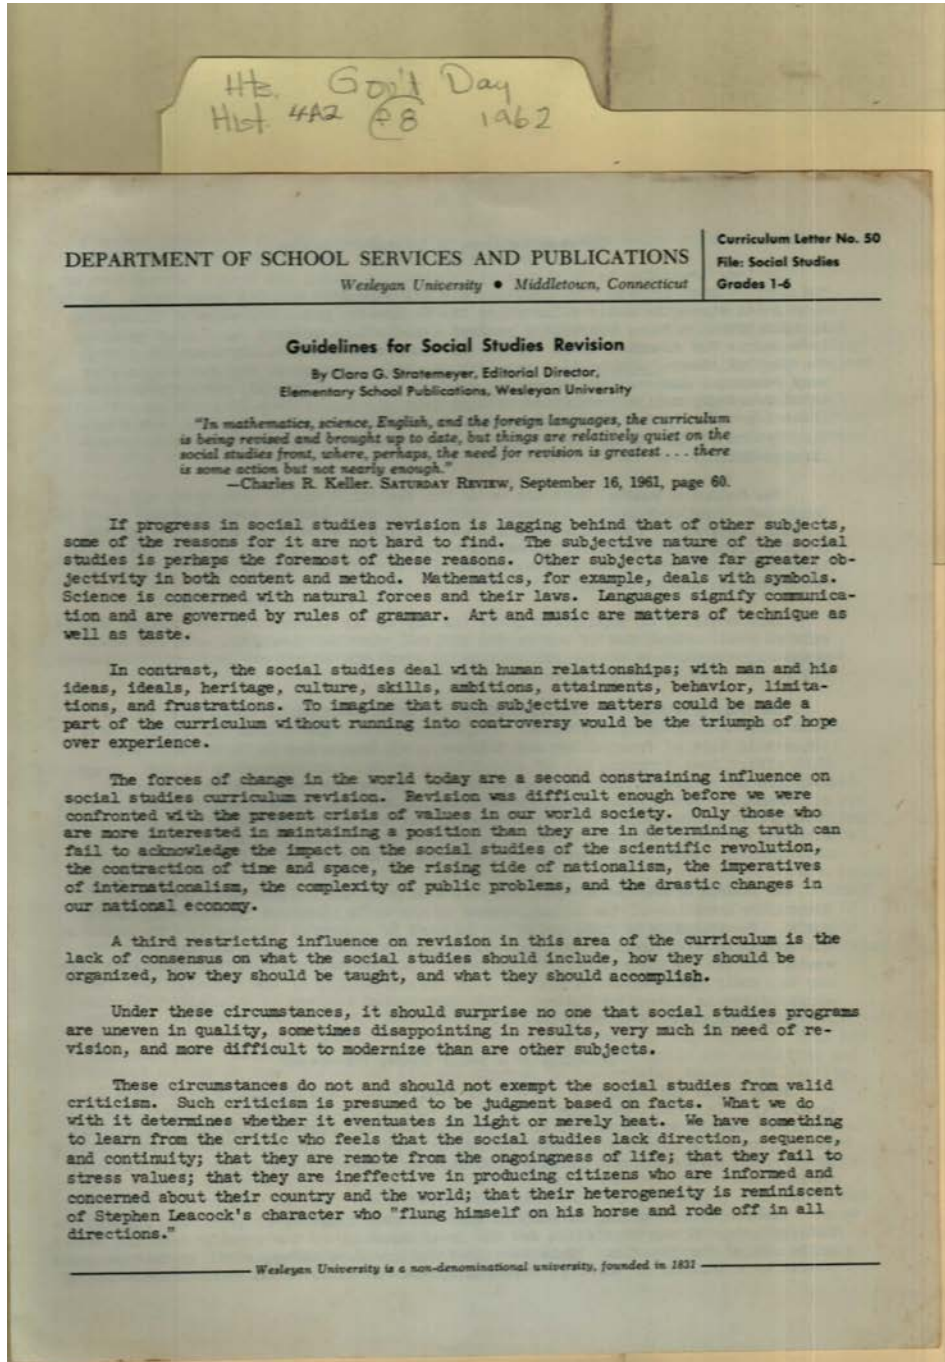 Hts. Gov't Day
Hist. 4A2 P8 1962
DEPARTMENT OF SCHOOL SERVICES AND PUBLICATIONS
Wesleyan University • Middletown, Connecticut
Curriculum Letter No. 50
File: Social Studies
Grades 1-6
Guidelines for Social Studies Revision
By Clara G. Stratemeyer, Editorial Director,
Elementary School Publications, Wesleyan University
"In mathematics, science, English, and the foreign languages, the curriculum
is being revised and brought up to date, but things are relatively quiet on the
social studies front, where, perhaps, the need for revision is greatest . . . there
is some action but not nearly enough."
—Charles R. Keller. SATURDAY REVIEW, September 16, 1961, page 60.
If progress in social studies revision is lagging behind that of other subjects,
some of the reasons for it are not hard to find. The subjective nature of the social
studies is perhaps the foremost of these reasons. Other subjects have far greater ob-
jectivity in both content and method. Mathematics, for example, deals with symbols.
Science is concerned with natural forces and their laws. Languages signify communica-
tion and are governed by rules of grammar. Art and music are matters of technique as
well as taste.
In contrast, the social studies deal with human relationships; with man and his
ideas, ideals, heritage, culture, skills, ambitions, attainments, behavior, limita-
tions, and frustrations. To imagine that such subjective matters could be made a
part of the curriculum without running into controversy would be the triumph of hope
over experience.
The forces of change in the world today are a second constraining influence on
social studies curriculum revision. Revision was difficult enough before we were
confronted with the present crisis of values in our world society. Only those who
are more interested in maintaining a position than they are in determining truth can
fail to acknowledge the impact on the social studies of the scientific revolution,
the contraction of time and space, the rising tide of nationalism, the imperatives
of internationalism, the complexity of public problems, and the drastic changes in
our national economy.
A third restricting influence on revision in this area of the curriculum is the
lack of consensus on what the social studies should include, how they should be
organized, how they should be taught, and what they should accomplish.
Under these circumstances, it should surprise no one that social studies programs
are uneven in quality, sometimes disappointing in results, very much in need of re-
vision, and more difficult to modernize than are other subjects.
These circumstances do not and should not exempt the social studies from valid
criticism. Such criticism is presumed to be judgment based on facts. What we do
with it determines whether it eventuates in light or merely heat. We have something
to learn from the critic who feels that the social studies lack direction, sequence,
and continuity; that they are remote from the ongoingness of life; that they fail to
stress values; that they are ineffective in producing citizens who are informed and
concerned about their country and the world; that their heterogeneity is reminiscent
of Stephen Leacock's character who "flung himself on his horse and rode off in all
directions."
Wesleyan University is a non-denominational university, founded in 1831